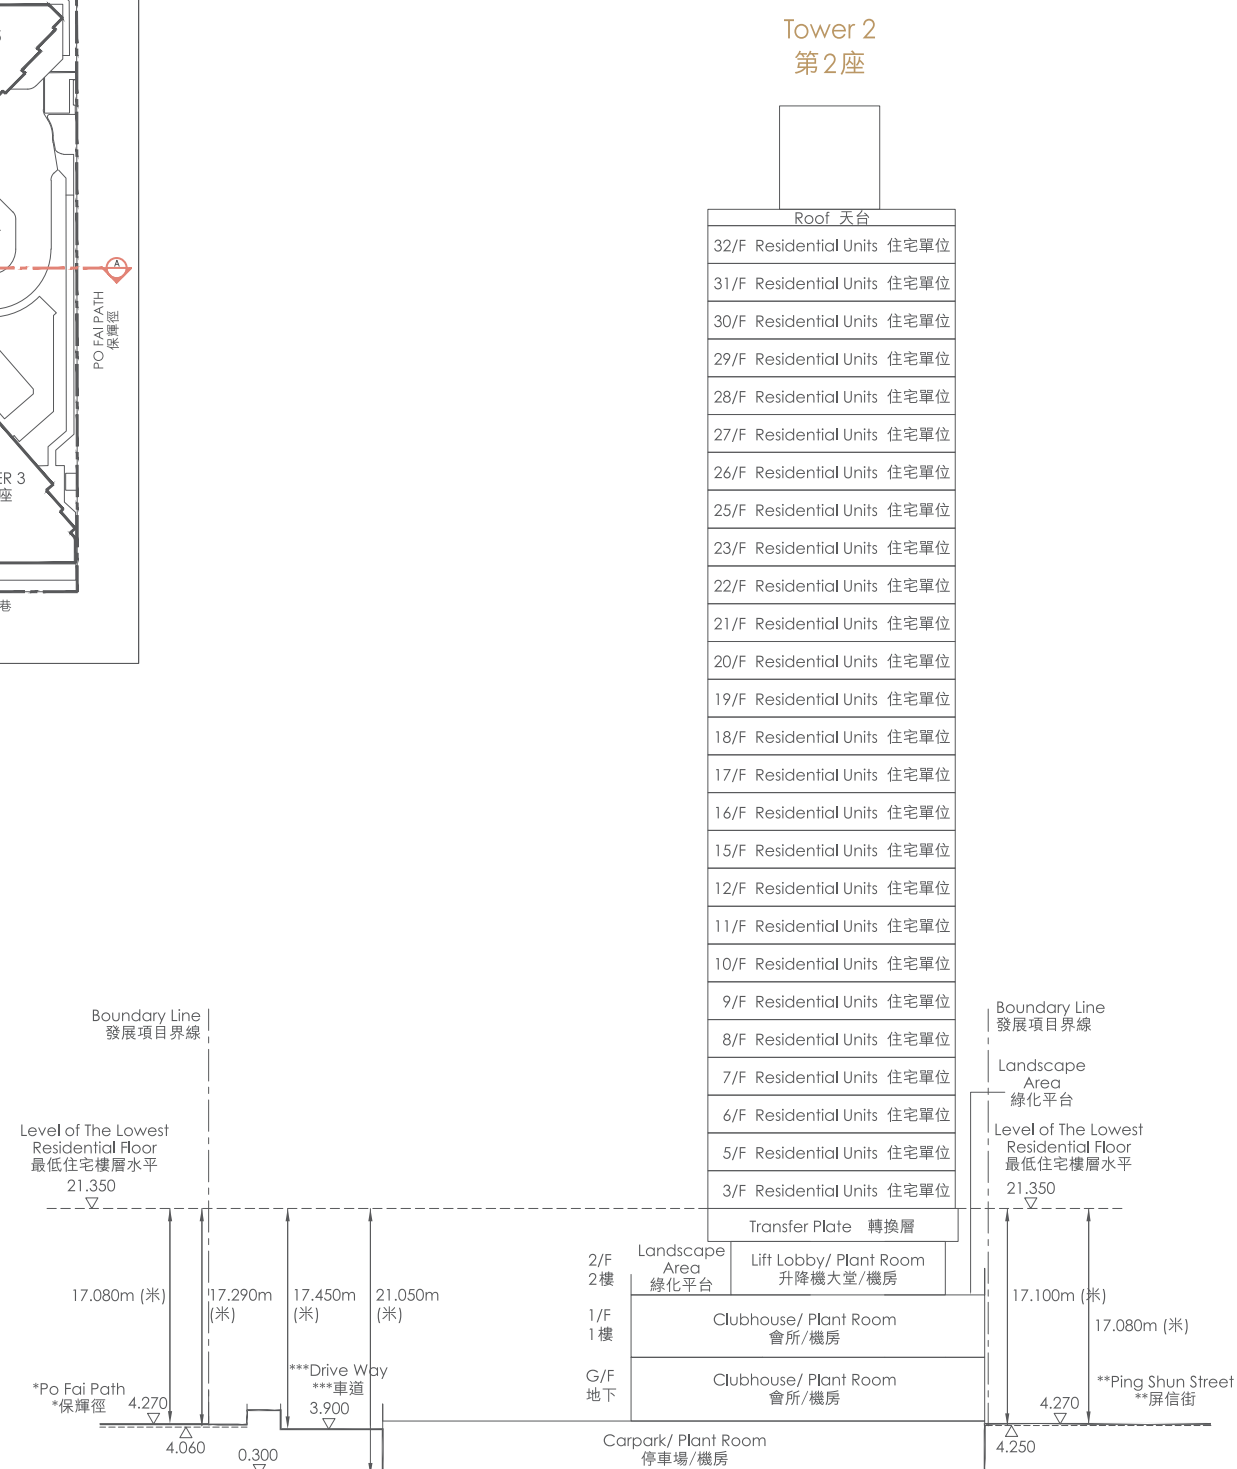 Tower 2
第2座
A
PO FAI PATH
保輝徑
ER 3
座
巷
Roof 天台
32/F Residential Units 住宅單位
31/F Residential Units 住宅單位
30/F Residential Units 住宅單位
29/F Residential Units 住宅單位
28/F Residential Units 住宅單位
27/F Residential Units 住宅單位
26/F Residential Units 住宅單位
25/F Residential Units 住宅單位
23/F Residential Units 住宅單位
22/F Residential Units 住宅單位
21/F Residential Units 住宅單位
20/F Residential Units 住宅單位
19/F Residential Units 住宅單位
18/F Residential Units 住宅單位
17/F Residential Units 住宅單位
16/F Residential Units 住宅單位
15/F Residential Units 住宅單位
12/F Residential Units 住宅單位
11/F Residential Units 住宅單位
10/F Residential Units 住宅單位
9/F Residential Units 住宅單位
8/F Residential Units 住宅單位
7/F Residential Units 住宅單位
6/F Residential Units 住宅單位
5/F Residential Units 住宅單位
3/F Residential Units 住宅單位
Transfer Plate 轉換層
Boundary Line
發展項目界線
Boundary Line
發展項目界線
Landscape
Area
綠化平台
Level of The Lowest
Residential Floor
最低住宅樓層水平
21.350
Level of The Lowest
Residential Floor
最低住宅樓層水平
21.350
2/F
2樓
Landscape
Area
綠化平台
Lift Lobby/ Plant Room
升降機大堂/機房
17.080m (米)
17.290m
(米)
17.450m
(米)
21.050m
(米)
1/F
1樓
Clubhouse/ Plant Room
會所/機房
17.100m (米)
17.080m (米)
G/F
地下
Clubhouse/ Plant Room
會所/機房
***Drive Way
***車道
3.900
*Po Fai Path
*保輝徑
4.270
4.060
0.300
Carpark/ Plant Room
停車場/機房
**Ping Shun Street
**屏信街
4.270
4.250